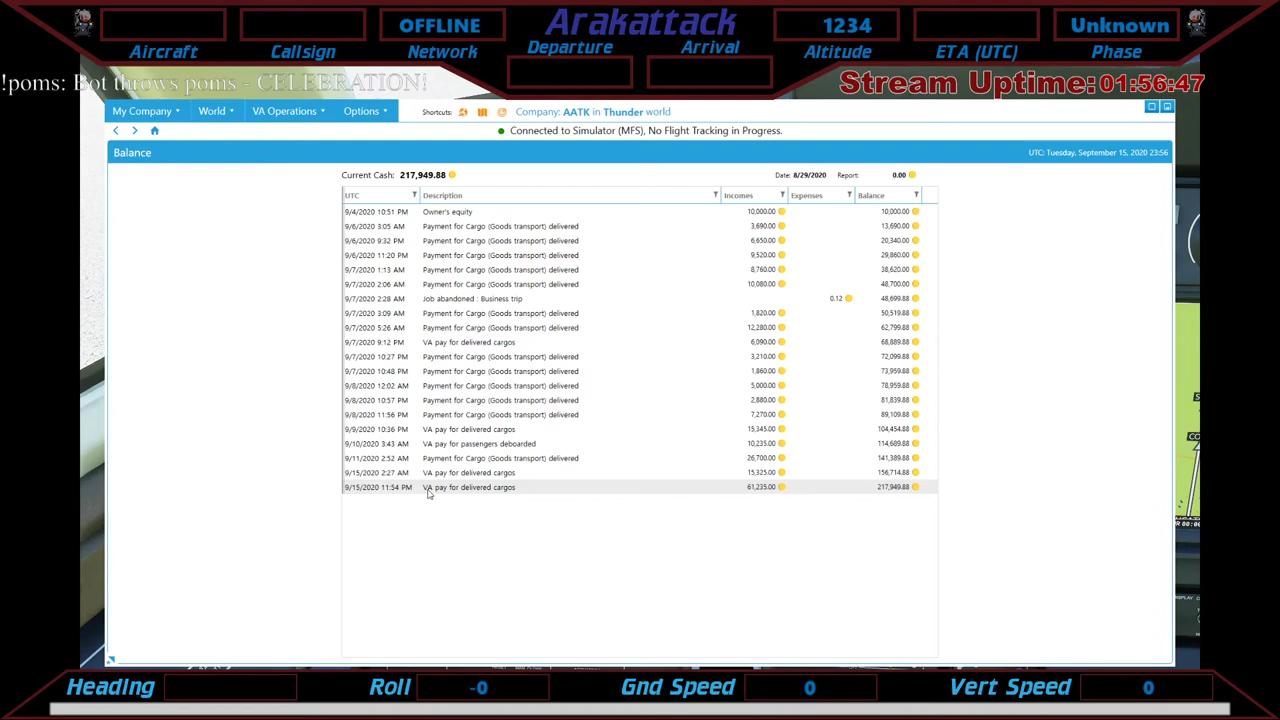 OFFLINE
Arakattack
1234
Unknown
Aircraft
Callsign
Network
Departure
Arrival
Altitude
ETA (UTC)
Phase
!poms: Bot throws poms - CELEBRATION!
Stream Uptime: 01:56:47
My Company World VA Operations Options Shortcuts: Company: AATK in Thunder world
Connected to Simulator (MFS), No Flight Tracking in Progress.
Balance UTC: Tuesday, September 15, 2020 23:56
Current Cash: 217,949.88 Date: 8/29/2020 Report: 0.00
UTC Description Incomes Expenses Balance
9/4/2020 10:51 PM Owner's equity 10,000.00 10,000.00
9/6/2020 3:05 AM Payment for Cargo (Goods transport) delivered 3,690.00 13,690.00
9/6/2020 9:32 PM Payment for Cargo (Goods transport) delivered 6,650.00 20,340.00
9/6/2020 11:20 PM Payment for Cargo (Goods transport) delivered 9,520.00 29,860.00
9/7/2020 1:13 AM Payment for Cargo (Goods transport) delivered 8,760.00 38,620.00
9/7/2020 2:06 AM Payment for Cargo (Goods transport) delivered 10,080.00 48,700.00
9/7/2020 2:28 AM Job abandoned : Business trip 0.12 48,699.88
9/7/2020 3:09 AM Payment for Cargo (Goods transport) delivered 1,820.00 50,519.88
9/7/2020 5:26 AM Payment for Cargo (Goods transport) delivered 12,280.00 62,799.88
9/7/2020 9:12 PM VA pay for delivered cargos 6,090.00 68,889.88
9/7/2020 10:27 PM Payment for Cargo (Goods transport) delivered 3,210.00 72,099.88
9/7/2020 10:48 PM Payment for Cargo (Goods transport) delivered 1,860.00 73,959.88
9/8/2020 12:02 AM Payment for Cargo (Goods transport) delivered 5,000.00 78,959.88
9/8/2020 10:57 PM Payment for Cargo (Goods transport) delivered 2,880.00 81,839.88
9/8/2020 11:56 PM Payment for Cargo (Goods transport) delivered 7,270.00 89,109.88
9/9/2020 10:36 PM VA pay for delivered cargos 15,345.00 104,454.88
9/10/2020 3:43 AM VA pay for passengers deboarded 10,235.00 114,689.88
9/11/2020 2:52 AM Payment for Cargo (Goods transport) delivered 26,700.00 141,389.88
9/15/2020 2:27 AM VA pay for delivered cargos 15,325.00 156,714.88
9/15/2020 11:54 PM VA pay for delivered cargos 61,235.00 217,949.88
Heading Roll -0 Gnd Speed 0 Vert Speed 0